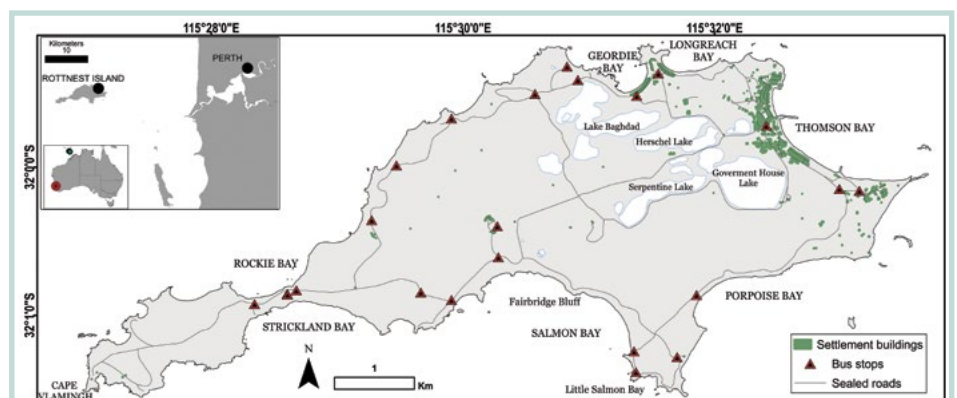 115°28'0"E
115°30'0"E
115°32'0"E
Kilometers
10
PERTH
ROTTNEST ISLAND
GEORDIE
BAY
LONGREACH
BAY
THOMSON BAY
Lake Baghdad
Herschel Lake
Goverment House
Lake
Serpentine Lake
32°0'0"S
ROCKIE BAY
STRICKLAND BAY
Fairbridge Bluff
SALMON BAY
PORPOISE BAY
Little Salmon Bay
32°1'0"S
CAPE
VLAMINGH
N
1
Km
Settlement buildings
Bus stops
Sealed roads